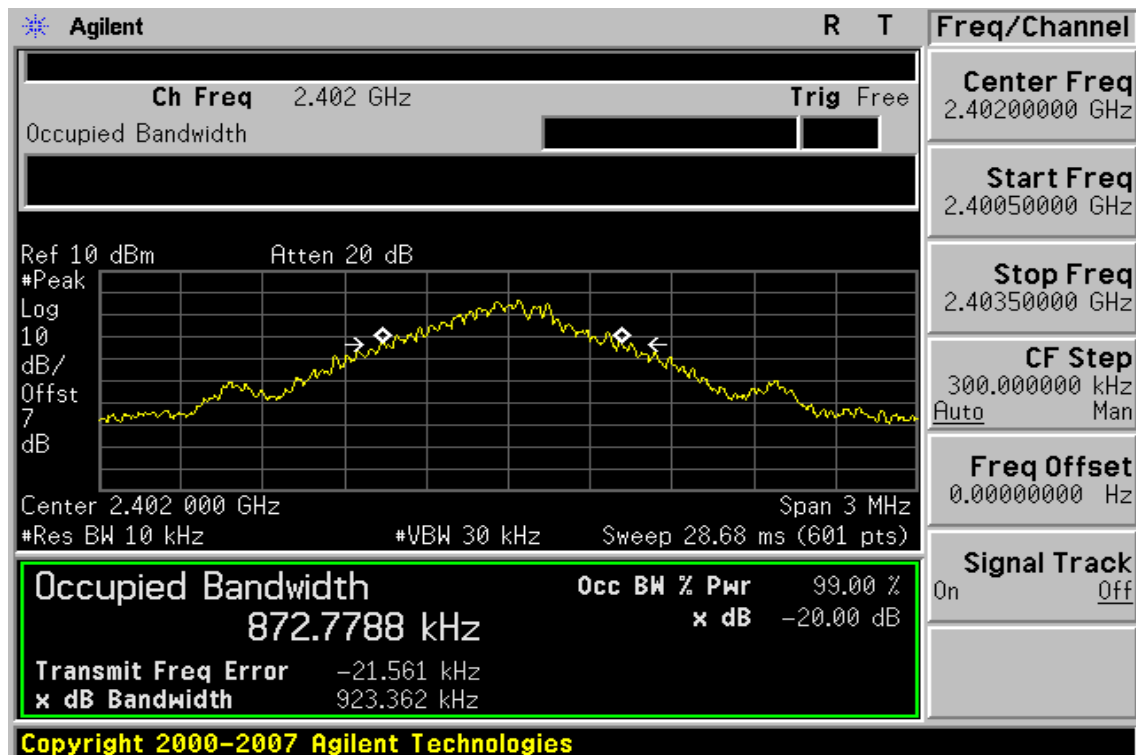 Agilent R T
Freq/Channel
Ch Freq 2.402 GHz Trig Free
Occupied Bandwidth
Center Freq
2.40200000 GHz
Start Freq
2.40050000 GHz
Stop Freq
2.40350000 GHz
CF Step
300.000000 kHz
Auto Man
Freq Offset
0.00000000 Hz
Signal Track
On Off
Ref 10 dBm Atten 20 dB
#Peak
Log
10
dB/
Offst
7
dB
Center 2.402 000 GHz Span 3 MHz
#Res BW 10 kHz #VBW 30 kHz Sweep 28.68 ms (601 pts)
Occupied Bandwidth
872.7788 kHz
Occ BW % Pwr 99.00 %
x dB -20.00 dB
Transmit Freq Error -21.561 kHz
x dB Bandwidth 923.362 kHz
Copyright 2000-2007 Agilent Technologies